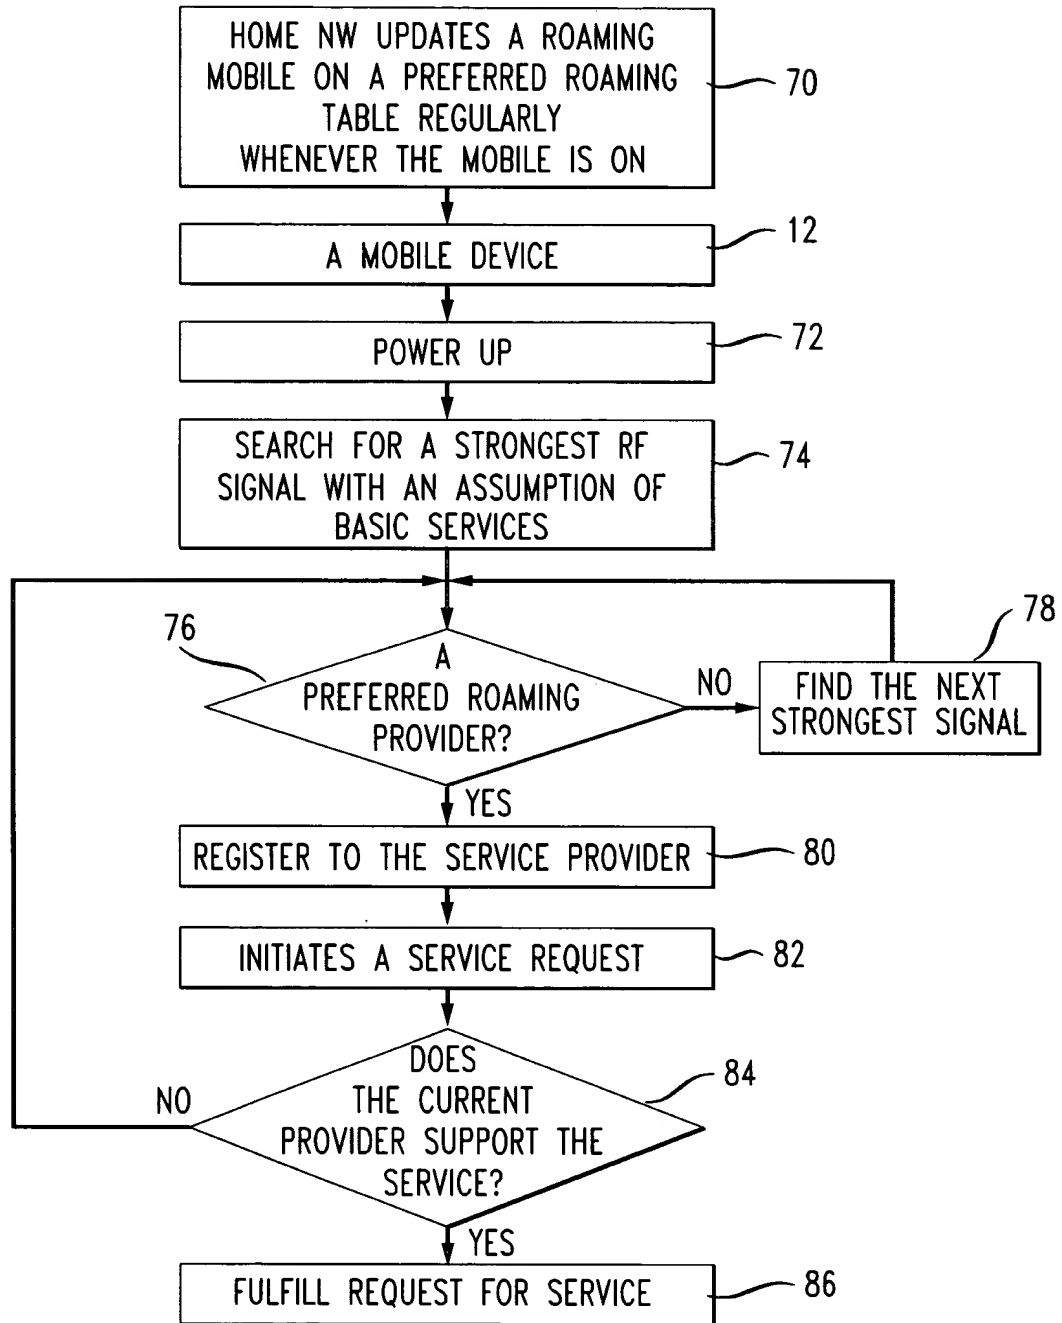 HOME NW UPDATES A ROAMING
MOBILE ON A PREFERRED ROAMING
TABLE REGULARLY
WHENEVER THE MOBILE IS ON
70
A MOBILE DEVICE
12
POWER UP
72
SEARCH FOR A STRONGEST RF
SIGNAL WITH AN ASSUMPTION OF
BASIC SERVICES
74
76
A
PREFERRED ROAMING
PROVIDER?
NO
78
FIND THE NEXT
STRONGEST SIGNAL
YES
REGISTER TO THE SERVICE PROVIDER
80
INITIATES A SERVICE REQUEST
82
DOES
THE CURRENT
PROVIDER SUPPORT THE
SERVICE?
84
NO
YES
FULFILL REQUEST FOR SERVICE
86